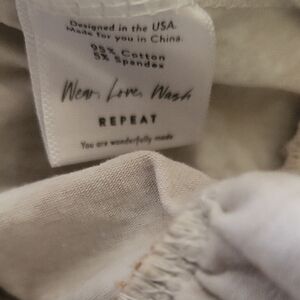 Designed in the USA.
Made for you in China.
95% Cotton
5% Spandex
Wear, Love, Wash
REPEAT
You are wonderfully made